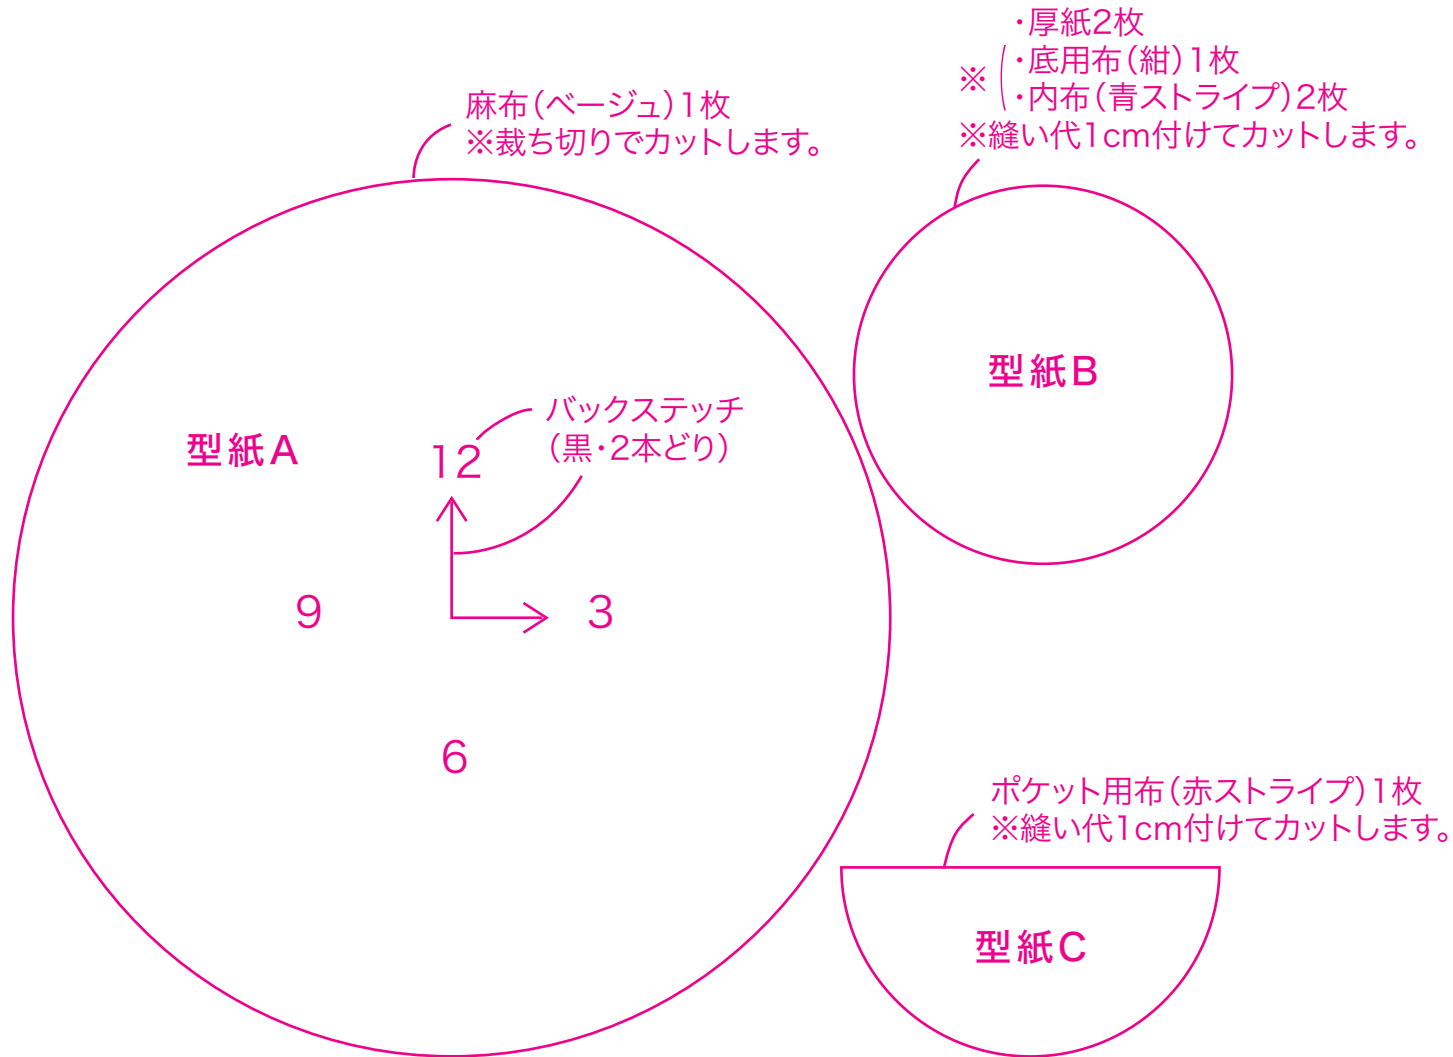 麻布(ベージュ)1枚
※裁ち切りでカットします。
型紙A
バックステッチ
(黒・2本どり)
12
9
3
6
・厚紙2枚
※(・底用布(紺)1枚
・内布(青ストライプ)2枚
※縫い代1cm付けてカットします。
型紙B
ポケット用布(赤ストライプ)1枚
※縫い代1cm付けてカットします。
型紙C